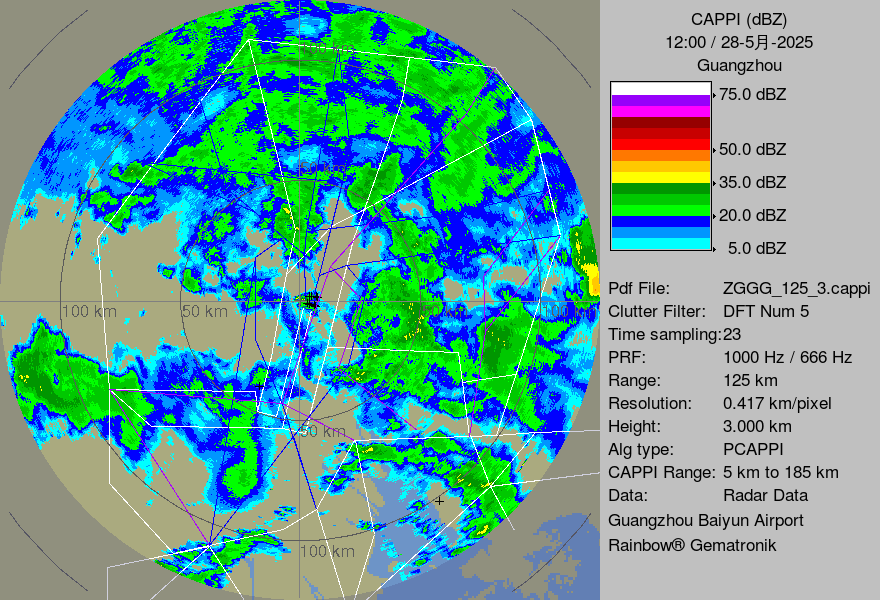 CAPPI (dBZ)
12:00 / 28-5月-2025
Guangzhou
75.0 dBZ
50.0 dBZ
35.0 dBZ
20.0 dBZ
5.0 dBZ
Pdf File: ZGGG_125_3.cappi
Clutter Filter: DFT Num 5
Time sampling:23
PRF: 1000 Hz / 666 Hz
Range: 125 km
Resolution: 0.417 km/pixel
Height: 3.000 km
Alg type: PCAPPI
CAPPI Range: 5 km to 185 km
Data: Radar Data
Guangzhou Baiyun Airport
Rainbow® Gematronik
100 km
50 km
100 km
50 km
50 km
100 km